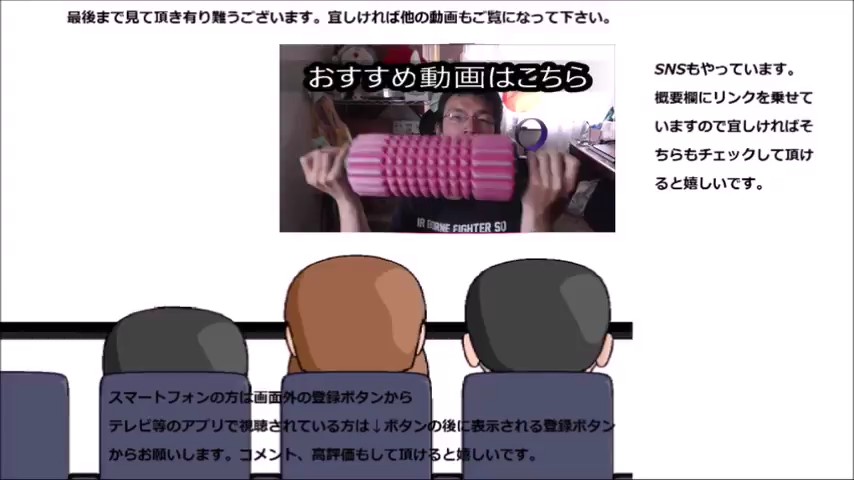 最後まで見て頂き有り難うございます。宜しければ他の動画もご覧になって下さい。
おすすめ動画はこちら
IR BORNE FIGHTER SQ
SNSもやっています。
概要欄にリンクを乗せて
いますので宜しければそ
ちらもチェックして頂け
ると嬉しいです。
スマートフォンの方は画面外の登録ボタンから
テレビ等のアプリで視聴されている方は↓ボタンの後に表示される登録ボタン
からお願いします。コメント、高評価もして頂けると嬉しいです。